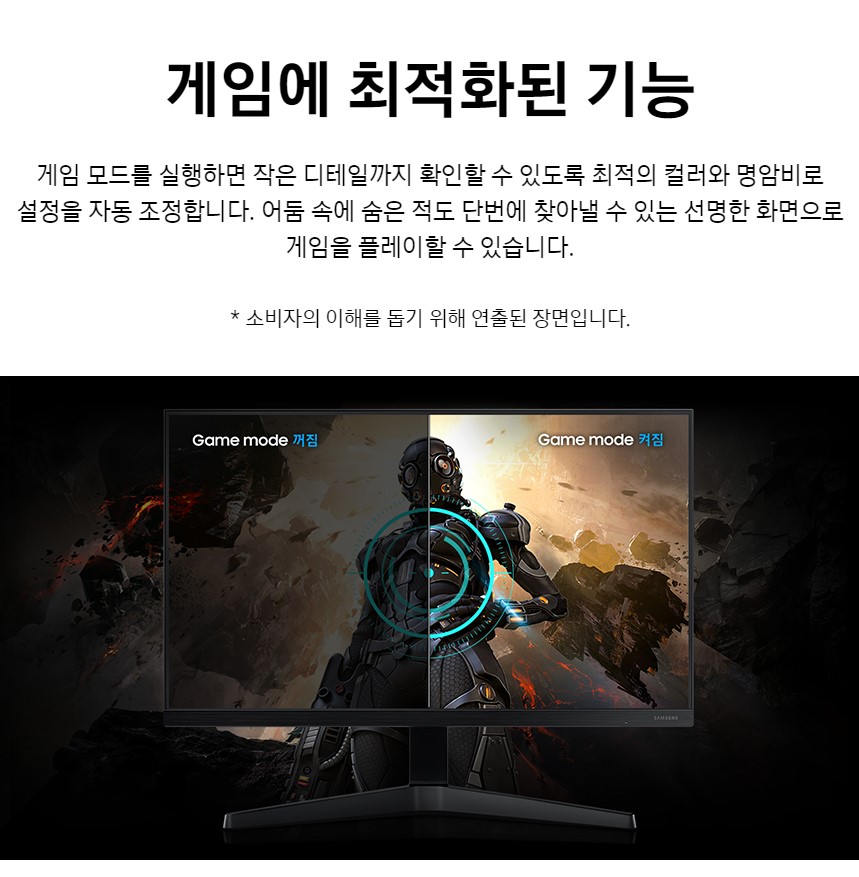 게임에 최적화된 기능
게임 모드를 실행하면 작은 디테일까지 확인할 수 있도록 최적의 컬러와 명암비로
설정을 자동 조정합니다. 어둠 속에 숨은 적도 단번에 찾아낼 수 있는 선명한 화면으로
게임을 플레이할 수 있습니다.
* 소비자의 이해를 돕기 위해 연출된 장면입니다.
Game mode 꺼짐
Game mode 켜짐
SAMSUNG